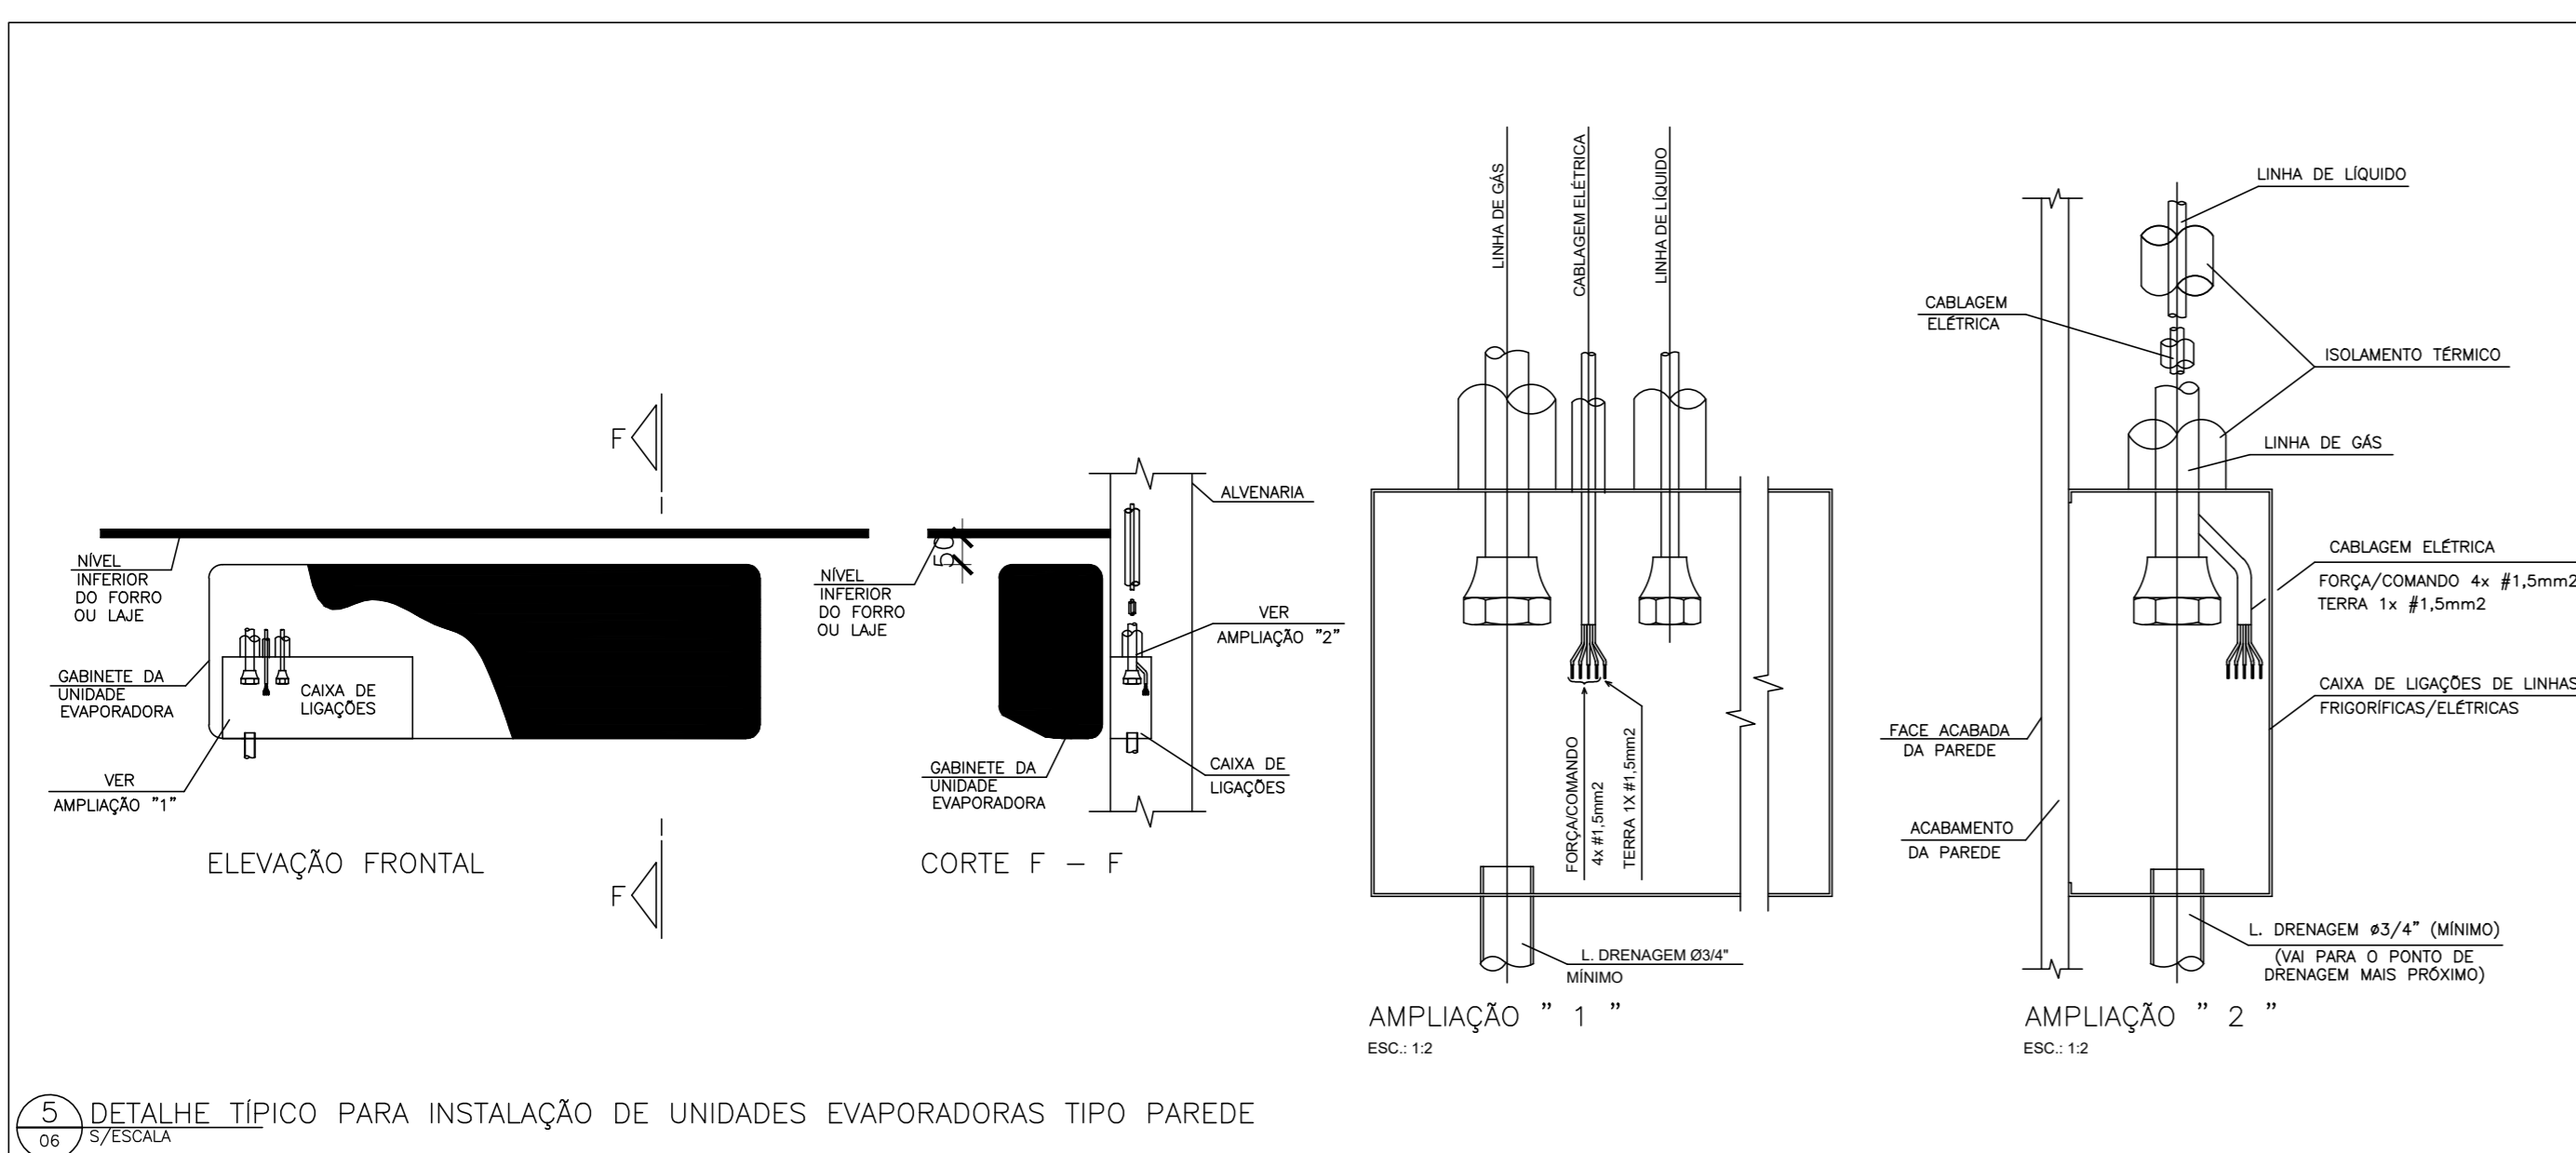 F
NÍVEL
INFERIOR
DO FORRO
OU LAJE
GABINETE DA
UNIDADE
EVAPORADORA
CAIXA DE
LIGAÇÕES
VER
AMPLIAÇÃO "1"
ELEVAÇÃO FRONTAL
F
50
NÍVEL
INFERIOR
DO FORRO
OU LAJE
ALVENARIA
VER
AMPLIAÇÃO "2"
GABINETE DA
UNIDADE
EVAPORADORA
CAIXA DE
LIGAÇÕES
CORTE F - F
LINHA DE GÁS
CABLAGEM ELÉTRICA
LINHA DE LÍQUIDO
FORÇA/COMANDO
4x #1,5mm2
TERRA 1X #1,5mm2
L. DRENAGEM Ø3/4"
MÍNIMO
AMPLIAÇÃO " 1 "
ESC.: 1:2
LINHA DE LÍQUIDO
CABLAGEM
ELÉTRICA
ISOLAMENTO TÉRMICO
LINHA DE GÁS
CABLAGEM ELÉTRICA
FORÇA/COMANDO 4x #1,5mm2
TERRA 1x #1,5mm2
CAIXA DE LIGAÇÕES DE LINHAS
FRIGORÍFICAS/ELÉTRICAS
FACE ACABADA
DA PAREDE
ACABAMENTO
DA PAREDE
L. DRENAGEM ø3/4" (MÍNIMO)
(VAI PARA O PONTO DE
DRENAGEM MAIS PRÓXIMO)
AMPLIAÇÃO " 2 "
ESC.: 1:2
5
06
DETALHE TÍPICO PARA INSTALAÇÃO DE UNIDADES EVAPORADORAS TIPO PAREDE
S/ESCALA